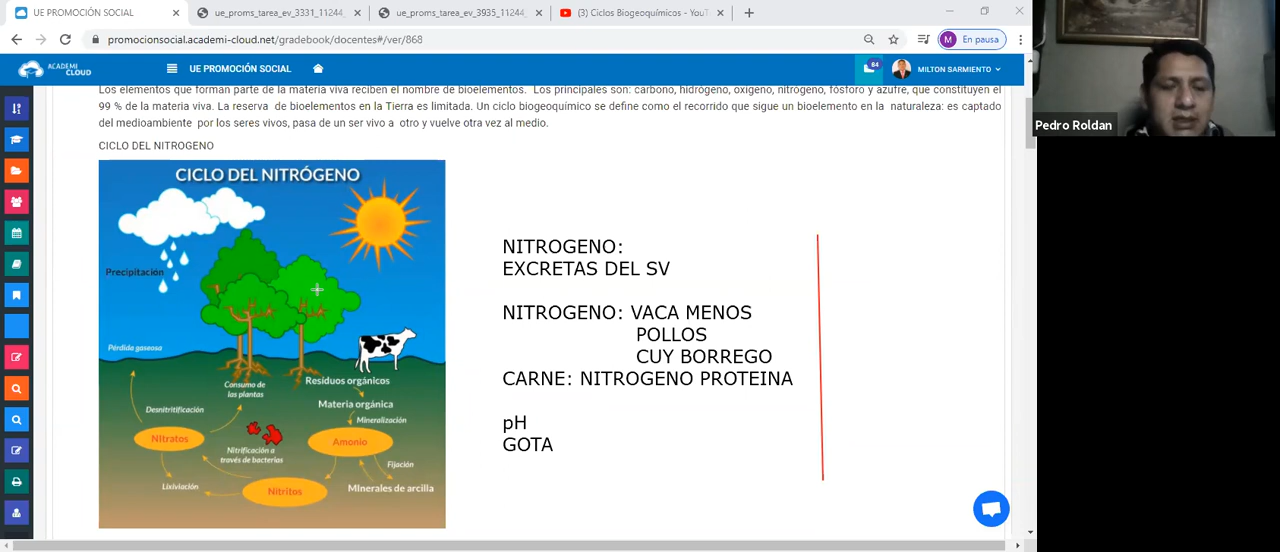 UE PROMOCIÓN SOCIAL
ue_proms_tarea_ev_3331_11244_
ue_proms_tarea_ev_3935_11244_
(3) Ciclos Biogeoquímicos - YouT
promocionsocial.academi-cloud.net/gradebook/docentes#/ver/868
M
En pausa
ACADEMI
CLOUD
UE PROMOCIÓN SOCIAL
84
MILTON SARMIENTO
Los elementos que forman parte de la materia viva reciben el nombre de bioelementos. Los principales son: carbono, hidrógeno, oxígeno, nitrógeno, fósforo y azufre, que constituyen el
99 % de la materia viva. La reserva de bioelementos en la Tierra es limitada. Un ciclo biogeoquímico se define como el recorrido que sigue un bioelemento en la naturaleza: es captado
del medioambiente por los seres vivos, pasa de un ser vivo a otro y vuelve otra vez al medio.
CICLO DEL NITROGENO
CICLO DEL NITRÓGENO
Precipitación
Pérdida gaseosa
Consumo de
las plantas
Resíduos orgánicos
Materia orgánica
Mineralización
Desnitritificación
Nitratos
Nitrificación a
través de bacterias
Amonio
Fijación
Lixiviación
Nitritos
MInerales de arcilla
NITROGENO:
EXCRETAS DEL SV
NITROGENO: VACA MENOS
POLLOS
CUY BORREGO
CARNE: NITROGENO PROTEINA
pH
GOTA
Pedro Roldan